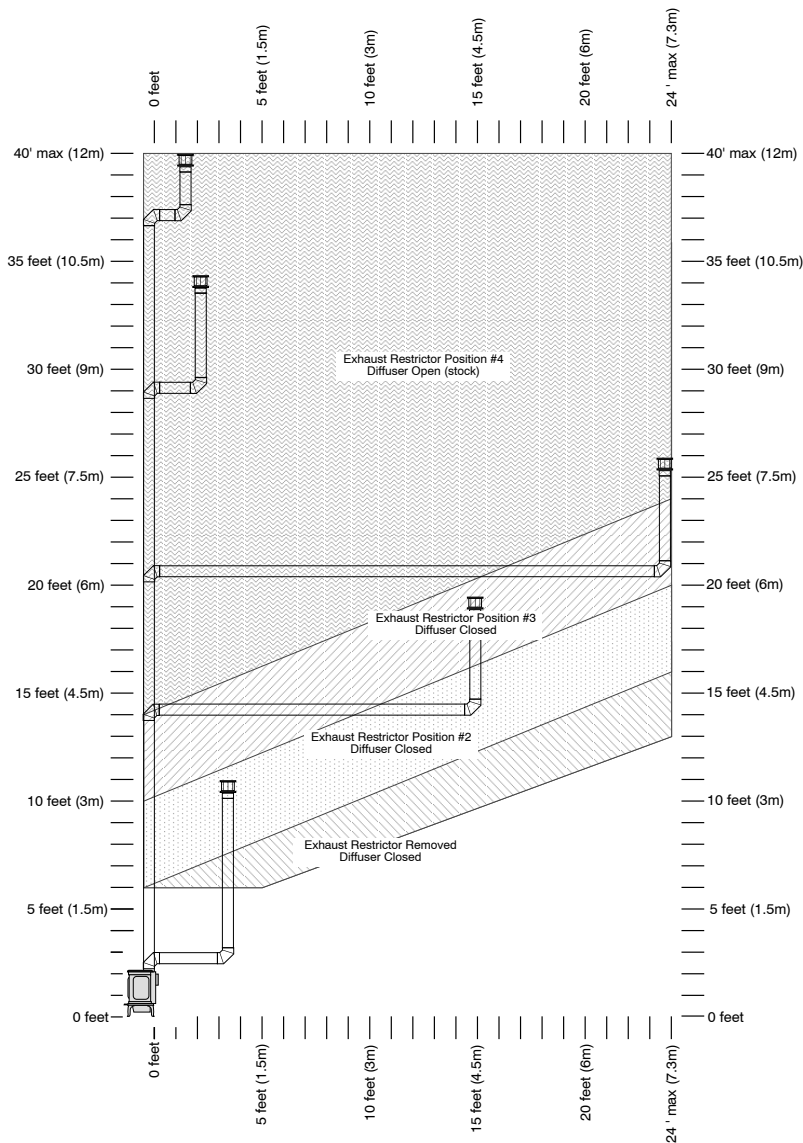 0 feet
5 feet (1.5m)
10 feet (3m)
15 feet (4.5m)
20 feet (6m)
24 ' max (7.3m)
40' max (12m)
40' max (12m)
35 feet (10.5m)
35 feet (10.5m)
Exhaust Restrictor Position #4
Diffuser Open (stock)
30 feet (9m)
30 feet (9m)
25 feet (7.5m)
25 feet (7.5m)
20 feet (6m)
20 feet (6m)
Exhaust Restrictor Position #3
Diffuser Closed
15 feet (4.5m)
15 feet (4.5m)
Exhaust Restrictor Position #2
Diffuser Closed
10 feet (3m)
10 feet (3m)
Exhaust Restrictor Removed
Diffuser Closed
5 feet (1.5m)
5 feet (1.5m)
0 feet
0 feet
0 feet
5 feet (1.5m)
10 feet (3m)
15 feet (4.5m)
20 feet (6m)
24 ' max (7.3m)